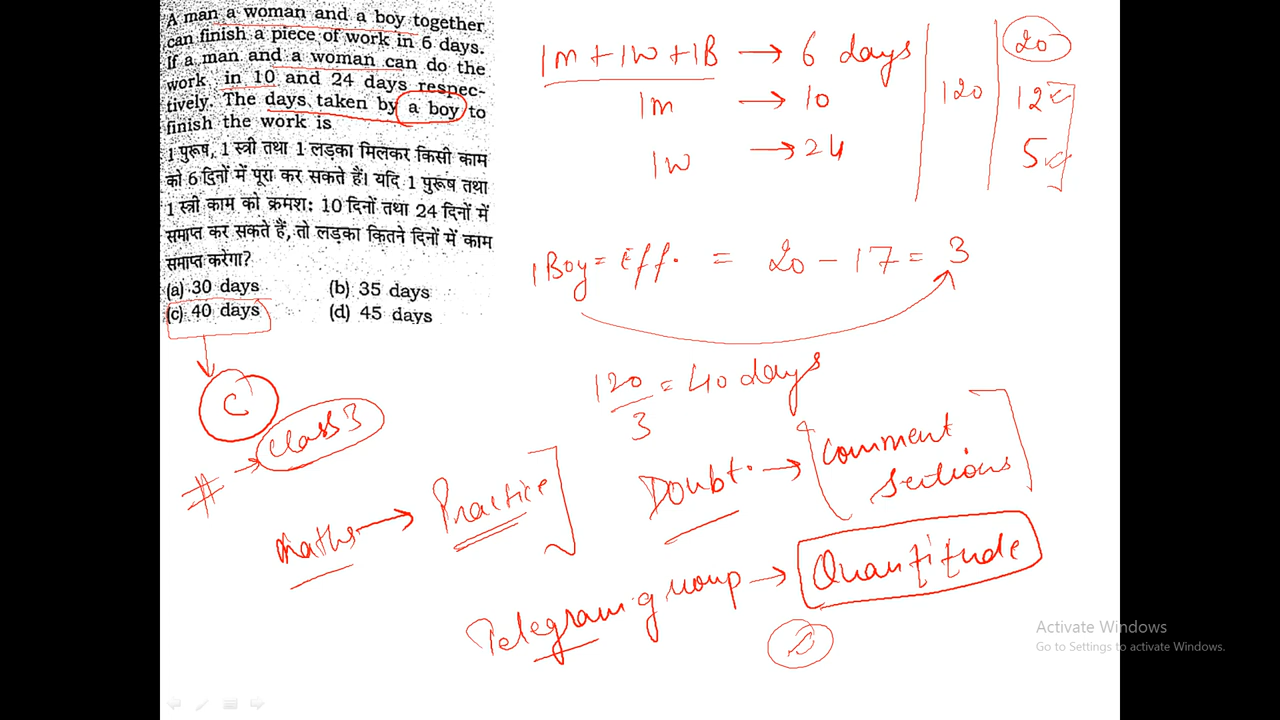 A man a woman and a boy together
can finish a piece of work in 6 days.
If a man and a woman can do the
work in 10 and 24 days respec-
tively. The days taken by a boy to
finish the work is
1 पुरूष, 1 स्त्री तथा 1 लड़का मिलकर किसी काम
को 6 दिनों में पूरा कर सकते हैं। यदि 1 पुरूष तथा
1 स्त्री काम को क्रमश: 10 दिनों तथा 24 दिनों में
समाप्त कर सकते हैं, तो लड़का कितने दिनों में काम
समाप्त करेगा?
(a) 30 days (b) 35 days
(c) 40 days (d) 45 days
1m + 1w + 1B → 6 days 20
1m → 10 120 12
1w → 24 5
1 Boy = Eff. = 20 - 17 = 3
120/3 = 40 days
C
# → Class 3
Maths → Practice
Doubt. → Comment
Sections
Telegram group → Quantitude
Activate Windows
Go to Settings to activate Windows.